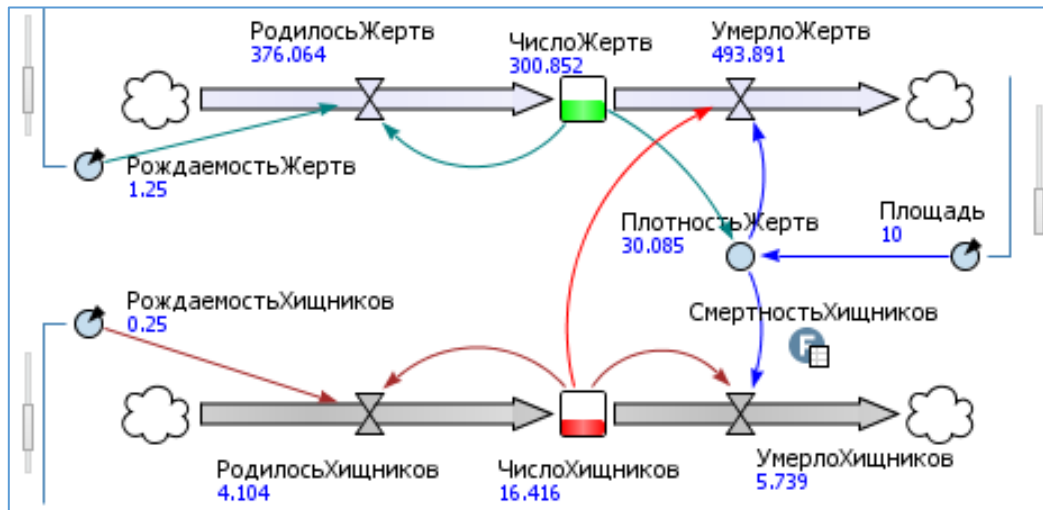 РодилосьЖертв
376.064
ЧислоЖертв
300.852
УмерлоЖертв
493.891
РождаемостьЖертв
1.25
ПлотностьЖертв
30.085
Площадь
10
РождаемостьХищников
0.25
СмертностьХищников
F
РодилосьХищников
4.104
ЧислоХищников
16.416
УмерлоХищников
5.739